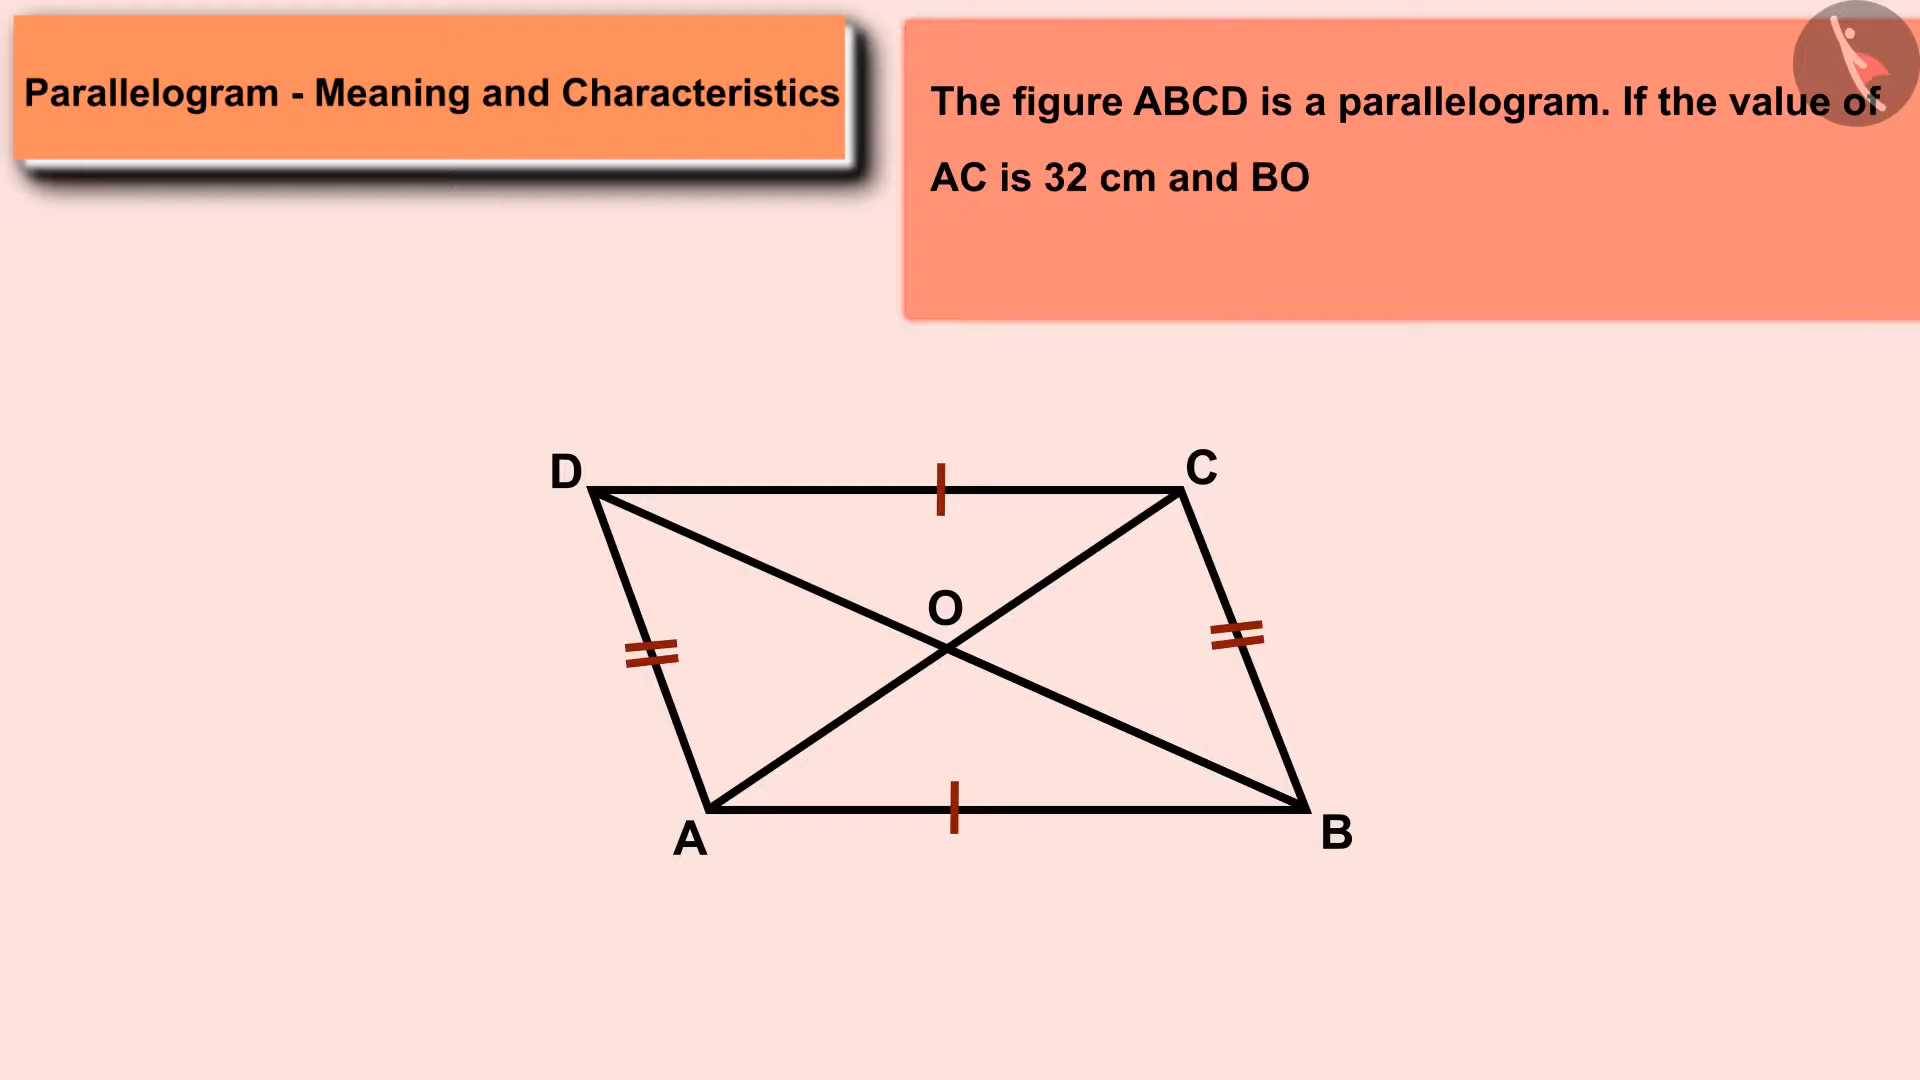 Parallelogram - Meaning and Characteristics
The figure ABCD is a parallelogram. If the value of
AC is 32 cm and BO
D
C
O
A
B